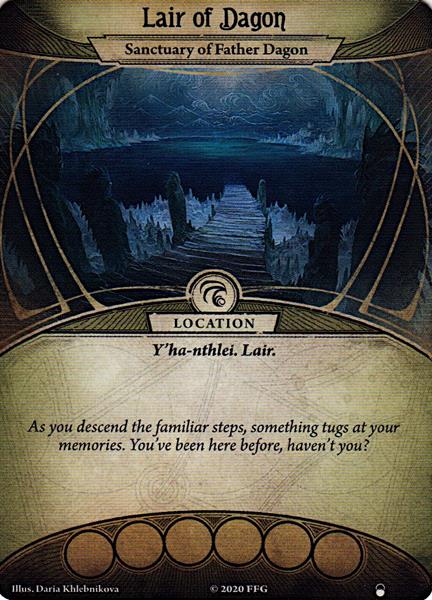 Lair of Dagon
Sanctuary of Father Dagon
LOCATION
Y'ha-nthlei. Lair.
As you descend the familiar steps, something tugs at your
memories. You've been here before, haven't you?
Illus. Daria Khlebnikova
© 2020 FFG